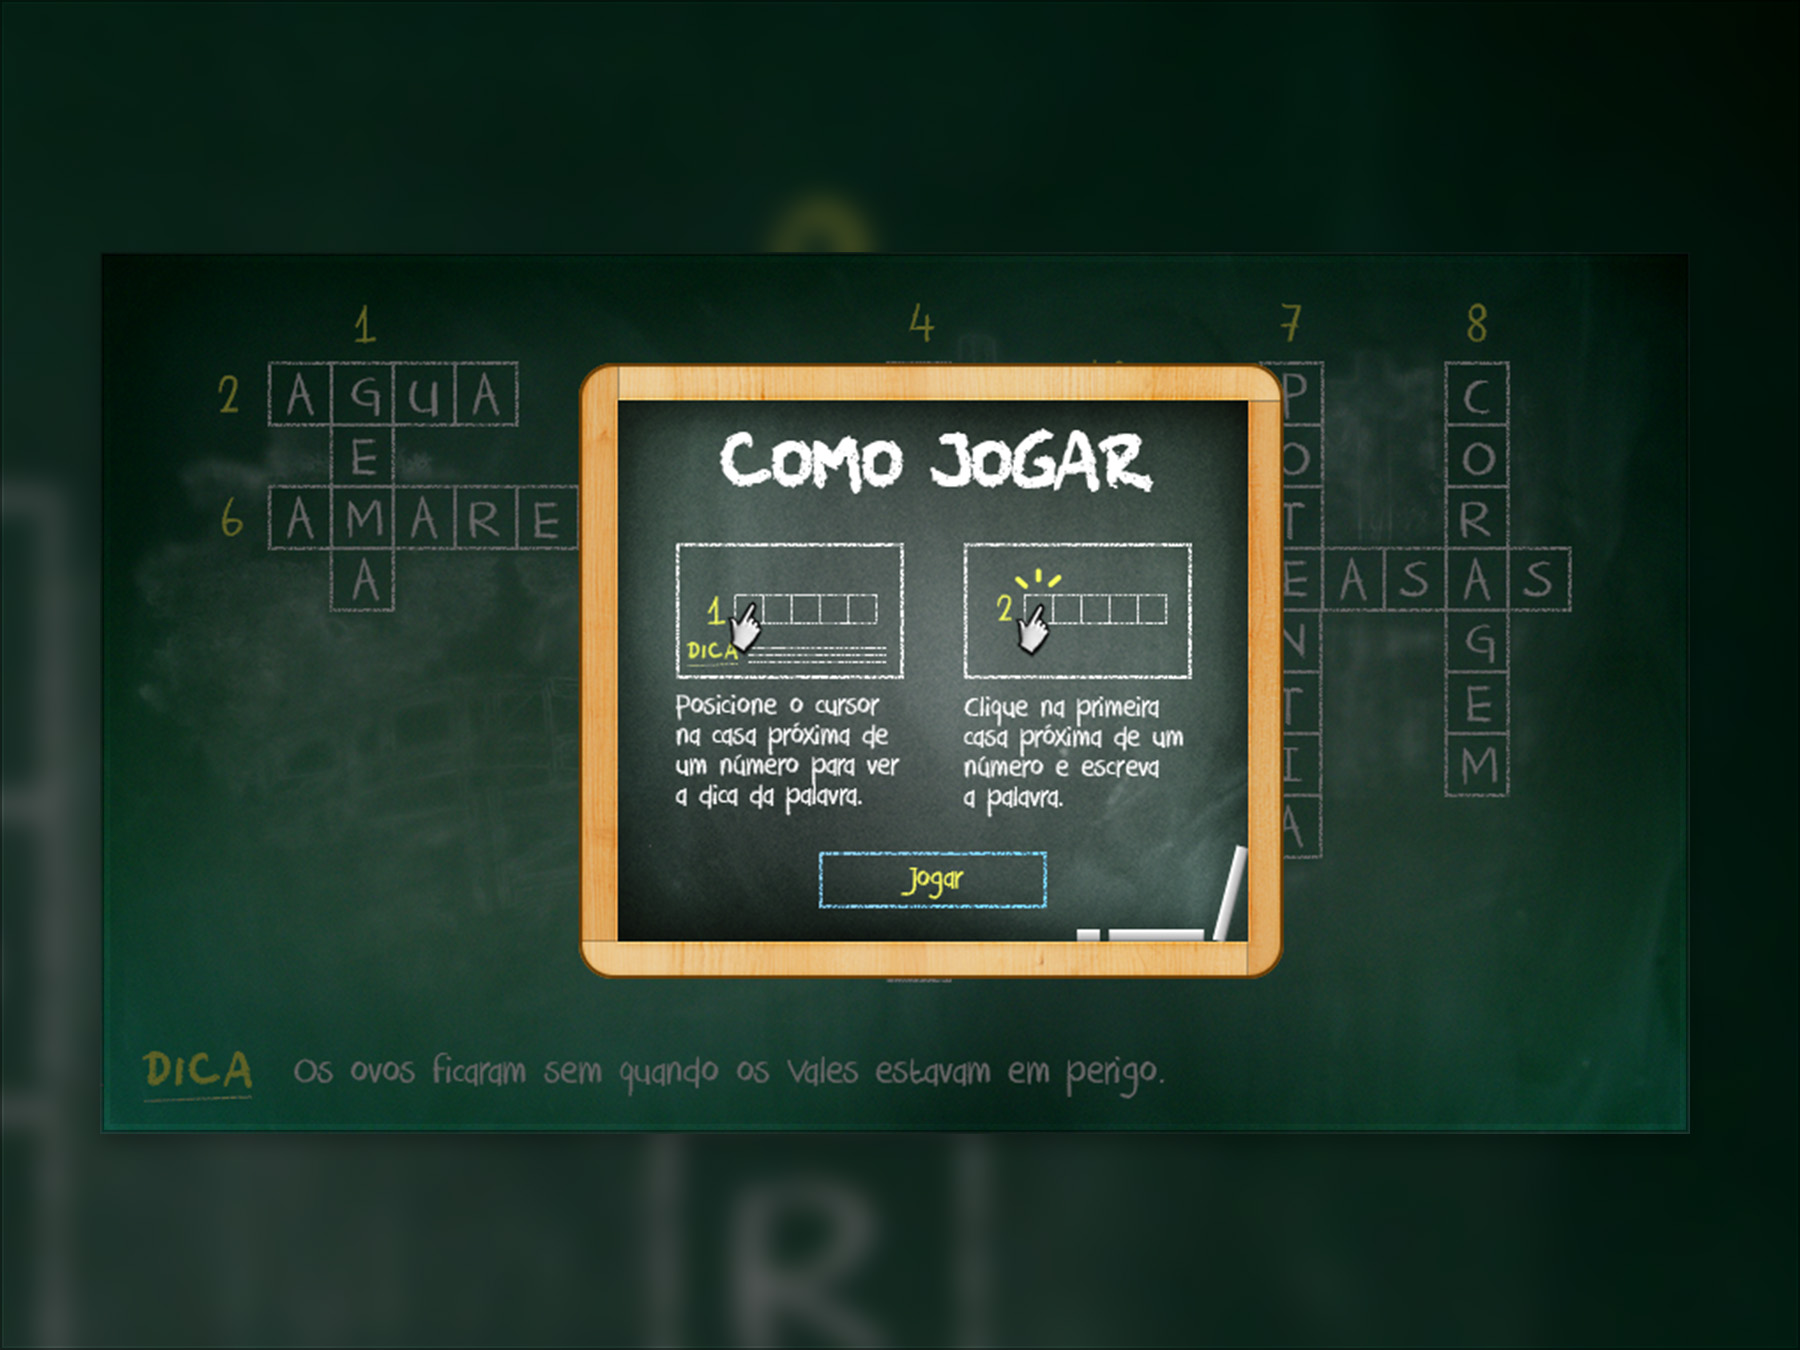 1
4
7
8
2
A G U A
E
6
A M A R E
A
P
O
T
E A S A S
N
T
I
A
C
O
R
A
G
E
M
COMO JOGAR
1
DICA
2
Posicione o cursor
na casa próxima de
um número para ver
a dica da palavra.
Clique na primeira
casa próxima de um
número e escreva
a palavra.
Jogar
DICA Os ovos ficaram sem quando os Vales estavam em perigo.
R